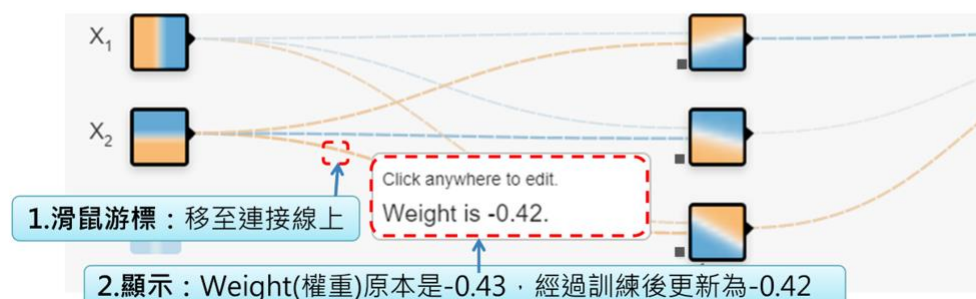 X1
X2
Click anywhere to edit.
Weight is -0.42.
1.滑鼠游標：移至連接線上
2.顯示：Weight(權重)原本是-0.43，經過訓練後更新為-0.42